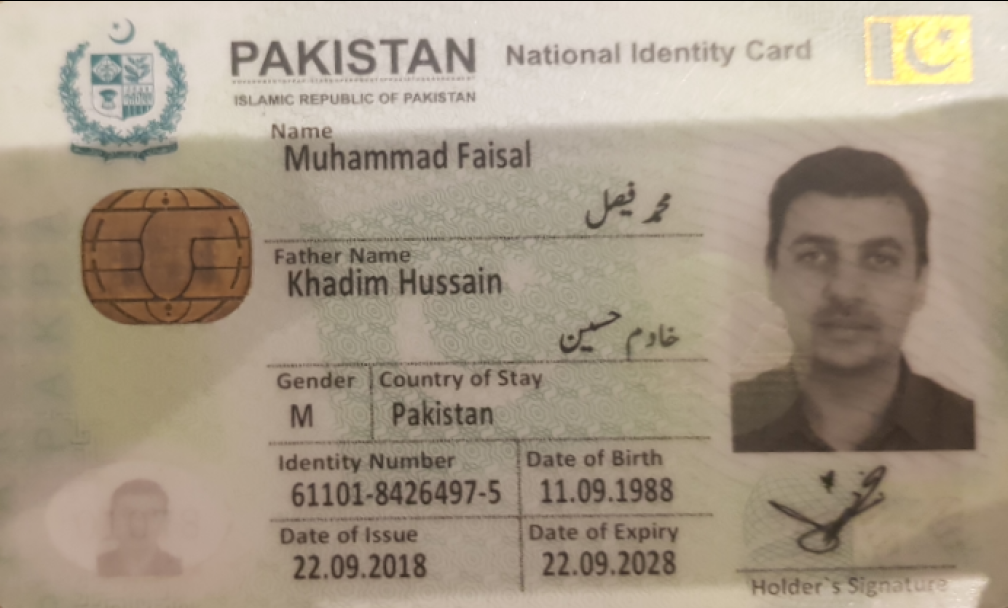 PAKISTAN National Identity Card
ISLAMIC REPUBLIC OF PAKISTAN
Name
Muhammad Faisal
محمد فیصل
Father Name
Khadim Hussain
خادم حسین
Gender Country of Stay
M Pakistan
Identity Number Date of Birth
61101-8426497-5 11.09.1988
Date of Issue Date of Expiry
22.09.2018 22.09.2028
Holder`s Signature